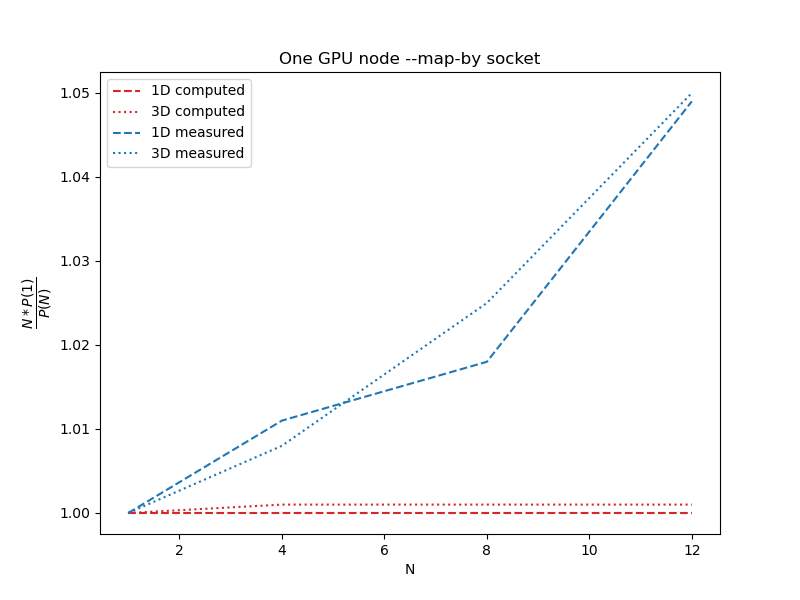 One GPU node --map-by socket
1D computed
3D computed
1D measured
3D measured
1.05
1.04
1.03
1.02
1.01
1.00
N * P(1)
P(N)
2 4 6 8 10 12
N